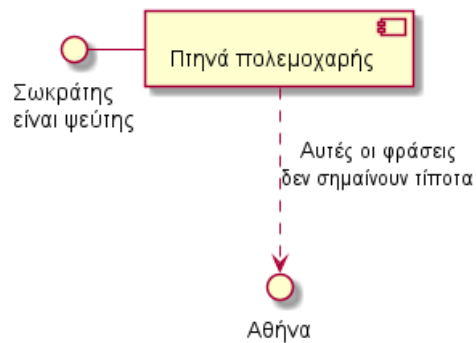 Πτηνά πολεμοχαρής
Σωκράτης
είναι ψεύτης
Αυτές οι φράσεις
δεν σημαίνουν τίποτα
Αθήνα